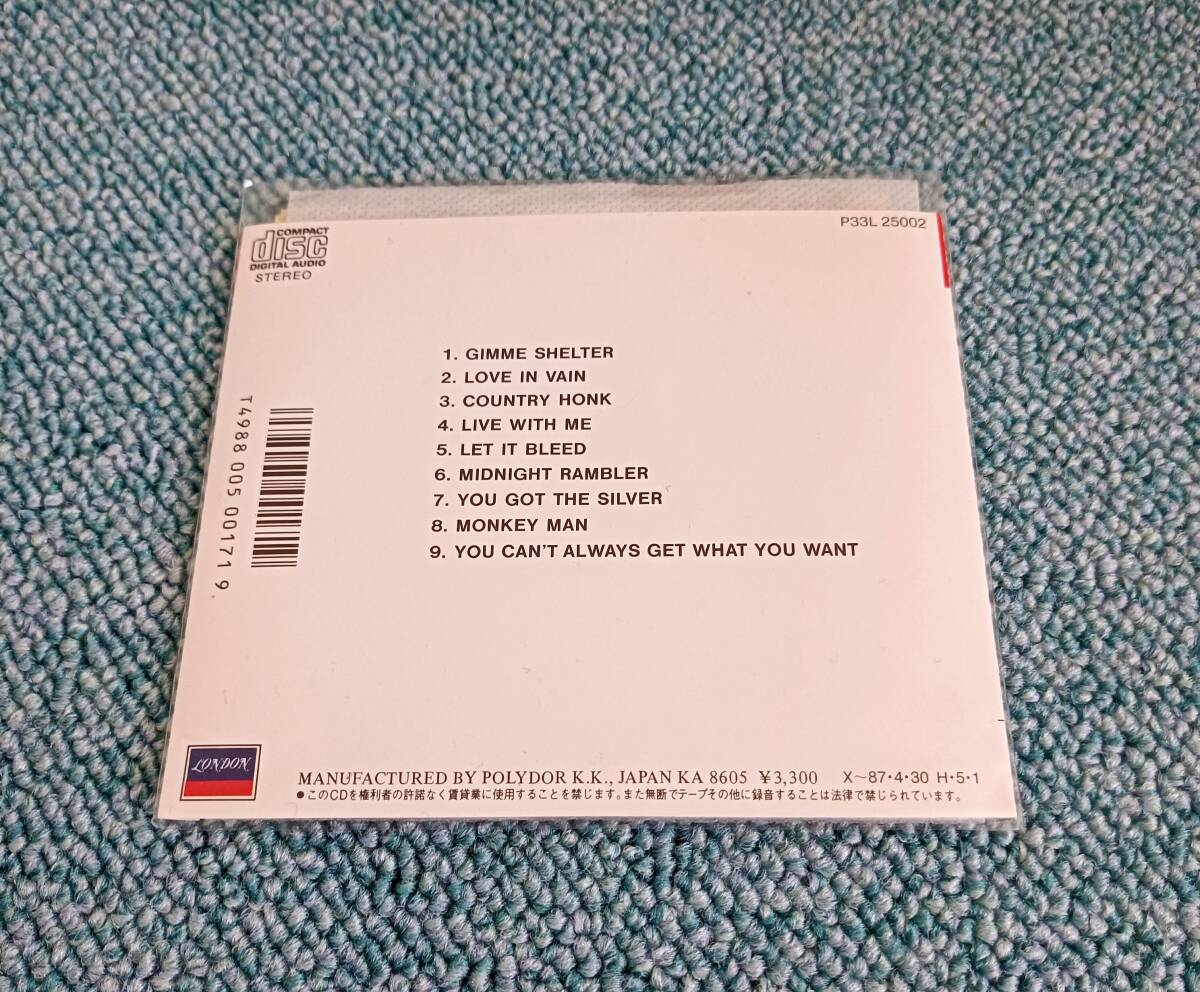 COMPACT
disc
DIGITAL AUDIO
STEREO
P33L 25002
1. GIMME SHELTER
2. LOVE IN VAIN
3. COUNTRY HONK
4. LIVE WITH ME
5. LET IT BLEED
6. MIDNIGHT RAMBLER
7. YOU GOT THE SILVER
8. MONKEY MAN
9. YOU CAN'T ALWAYS GET WHAT YOU WANT
T4988 005 00171 9
LONDON
MANUFACTURED BY POLYDOR K.K., JAPAN KA 8605 ¥3,300 X~87・4・30 H・5・1
●このCDを権利者の許諾なく賃貸業に使用することを禁じます。また無断でテープその他に録音することは法律で禁じられています。